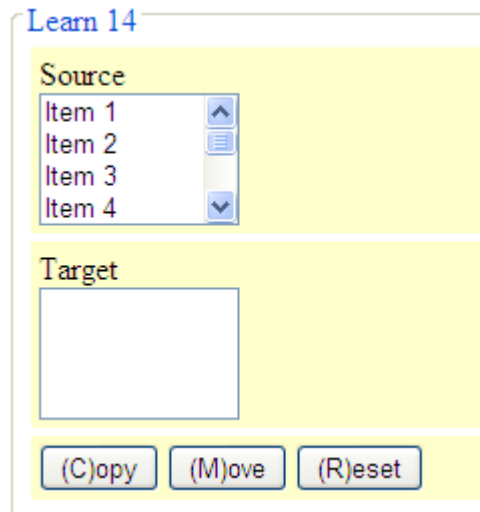 Learn 14
Source
Item 1
Item 2
Item 3
Item 4
Target
(C)opy (M)ove (R)eset